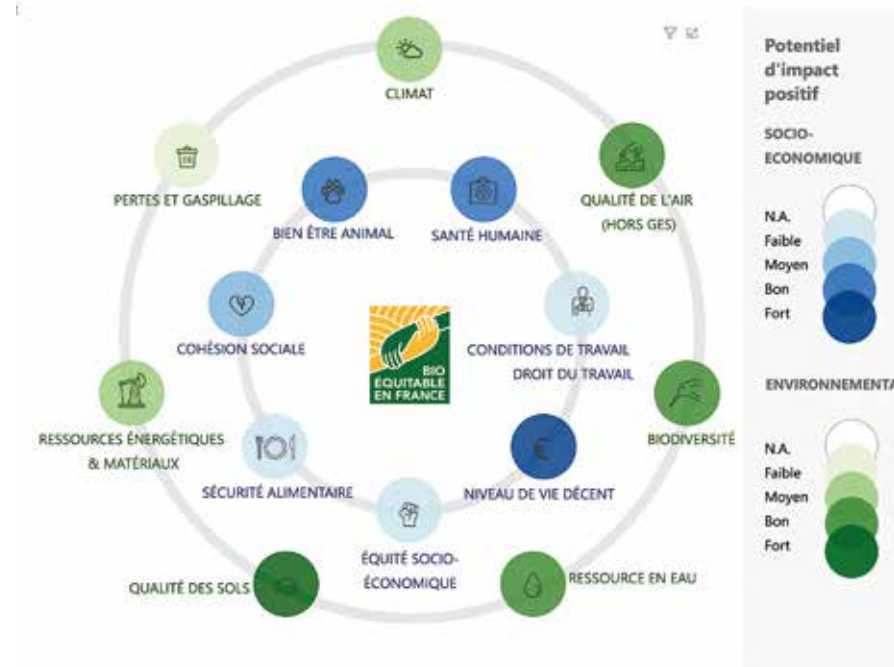 CLIMAT
PERTES ET GASPILLAGE
QUALITÉ DE L'AIR
(HORS GES)
BIEN ÊTRE ANIMAL
SANTÉ HUMAINE
COHÉSION SOCIALE
CONDITIONS DE TRAVAIL
DROIT DU TRAVAIL
BIO
ÉQUITABLE
EN FRANCE
RESSOURCES ÉNERGÉTIQUES
& MATÉRIAUX
BIODIVERSITÉ
SÉCURITÉ ALIMENTAIRE
NIVEAU DE VIE DÉCENT
ÉQUITÉ SOCIO-
ÉCONOMIQUE
QUALITÉ DES SOLS
RESSOURCE EN EAU
Potentiel
d'impact
positif
SOCIO-
ECONOMIQUE
N.A.
Faible
Moyen
Bon
Fort
ENVIRONNEMENTA
N.A.
Faible
Moyen
Bon
Fort